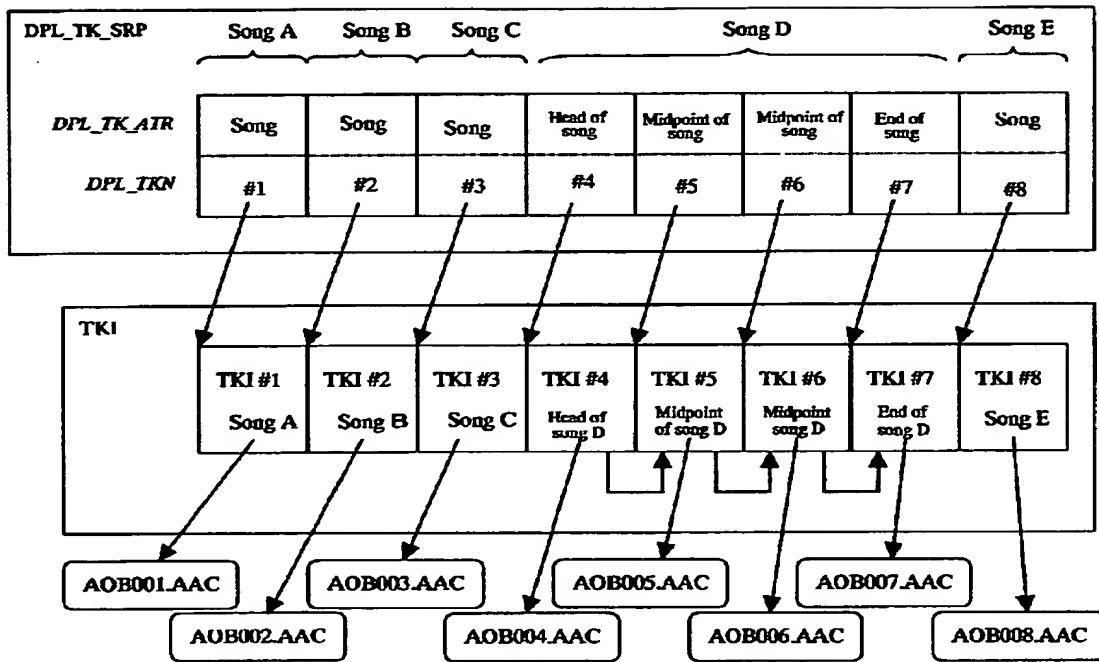 DPL_TK_SRP
Song A Song B Song C Song D Song E
DPL_TK_ATR
Song Song Song Head of song Midpoint of song Midpoint of song End of song Song
DPL_TKN
#1 #2 #3 #4 #5 #6 #7 #8
TKI
TKI #1 TKI #2 TKI #3 TKI #4 TKI #5 TKI #6 TKI #7 TKI #8
Song A Song B Song C Head of song D Midpoint of song D Midpoint song D End of song D Song E
AOB001.AAC AOB003.AAC AOB005.AAC AOB007.AAC
AOB002.AAC AOB004.AAC AOB006.AAC AOB008.AAC